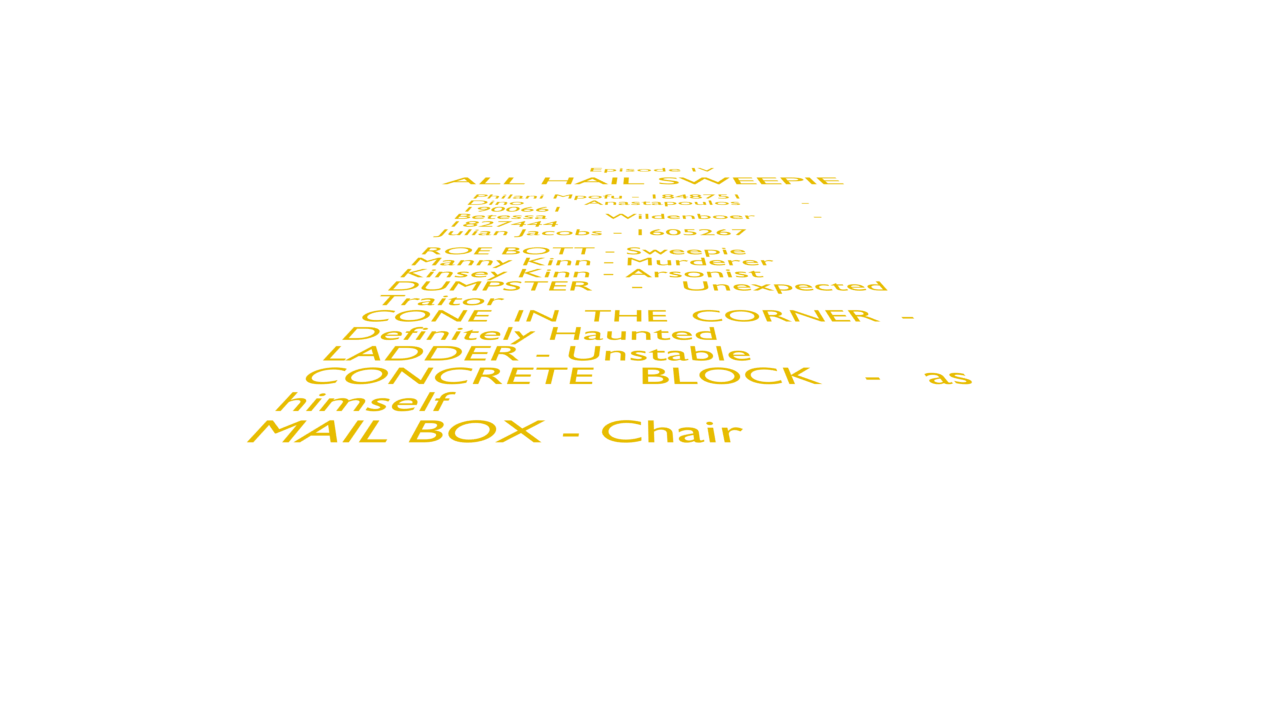 Episode IV
ALL HAIL SWEEPIE
Philani Mpofu - 1848751
Dino Anastapoulos -
1900661
Betessa Wildenboer -
1827444
Julian Jacobs - 1605267
ROE BOTT - Sweepie
Manny Kinn - Murderer
Kinsey Kinn - Arsonist
DUMPSTER - Unexpected
Traitor
CONE IN THE CORNER -
Definitely Haunted
LADDER - Unstable
CONCRETE BLOCK - as
himself
MAIL BOX - Chair